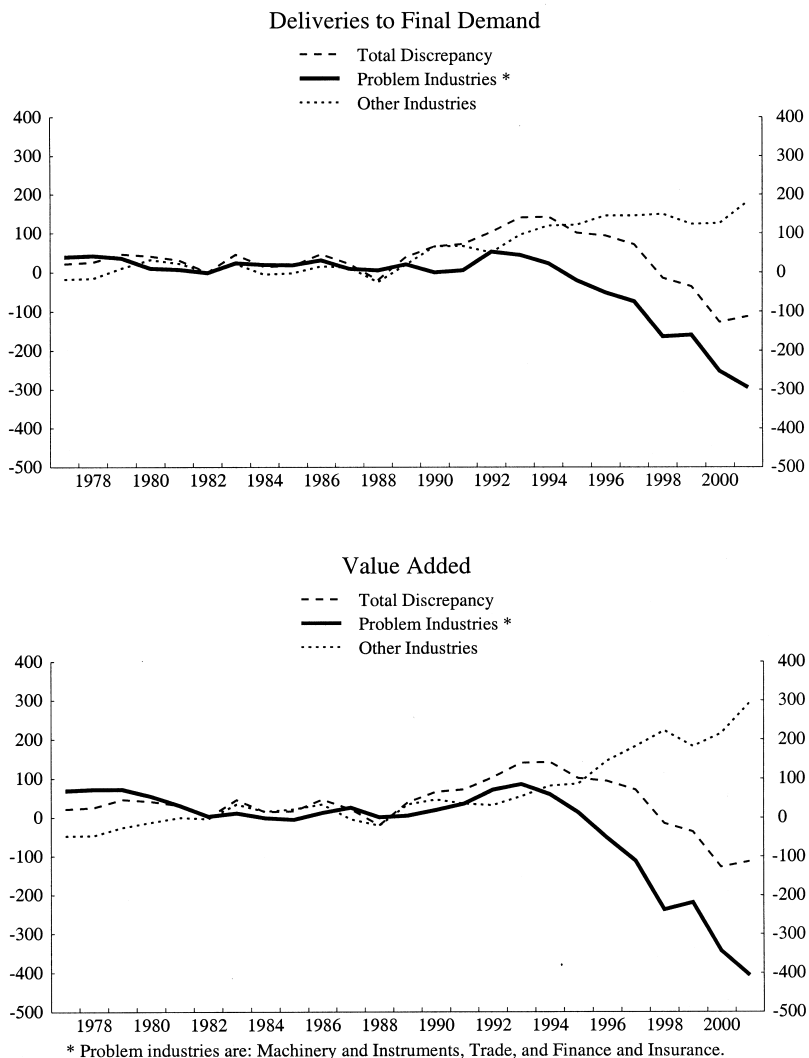 Deliveries to Final Demand
Total Discrepancy
Problem Industries *
Other Industries
400 400
300 300
200 200
100 100
0 0
-100 -100
-200 -200
-300 -300
-400 -400
-500 -500
1978 1980 1982 1984 1986 1988 1990 1992 1994 1996 1998 2000
Value Added
Total Discrepancy
Problem Industries *
Other Industries
400 400
300 300
200 200
100 100
0 0
-100 -100
-200 -200
-300 -300
-400 -400
-500 -500
1978 1980 1982 1984 1986 1988 1990 1992 1994 1996 1998 2000
* Problem industries are: Machinery and Instruments, Trade, and Finance and Insurance.